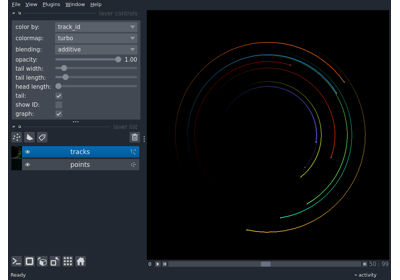 File View Plugins Window Help
layer controls
color by: track_id
colormap: turbo
blending: additive
opacity: 1.00
tail width:
tail length:
head length:
tail:
show ID:
graph:
layer list
tracks
points
50 99
Ready
activity